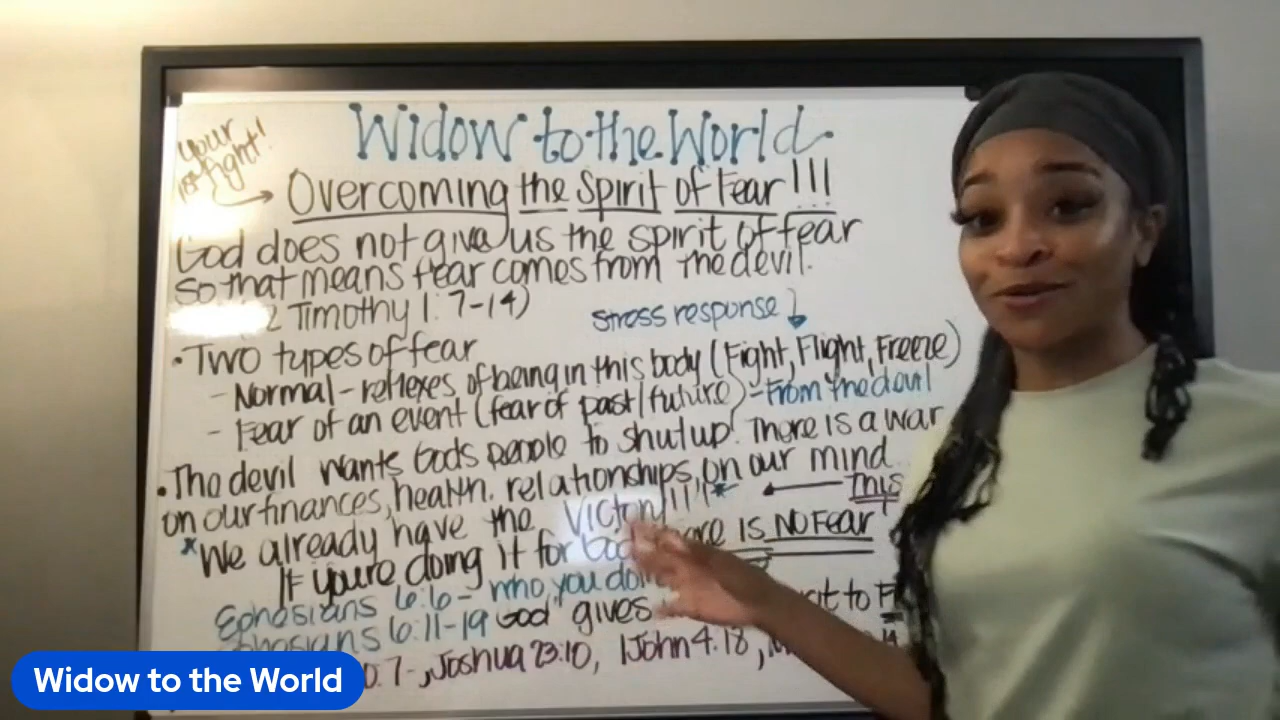 Widow to the World
your
1st fight!
Overcoming the Spirit of Fear!!!
God does not give us the spirit of fear
so that means fear comes from the devil.
2 Timothy 1:7-14)
stress response
• Two types of fear
- Normal - reflexes of being in this body (Fight, Flight, Freeze)
- Fear of an event (fear of past/future) - From the devil
• The devil wants Gods people to shut up. There is a war
on our finances, health, relationships, on our mind
This
*We already have the Victory!!!!*
If you're doing it for God there IS NO FEAR
Ephesians 6:6 - who you doin
Ephesians 6:11-19 God gives
to F
0:7-, Joshua 23:10, 1 John 4:18,
Widow to the World